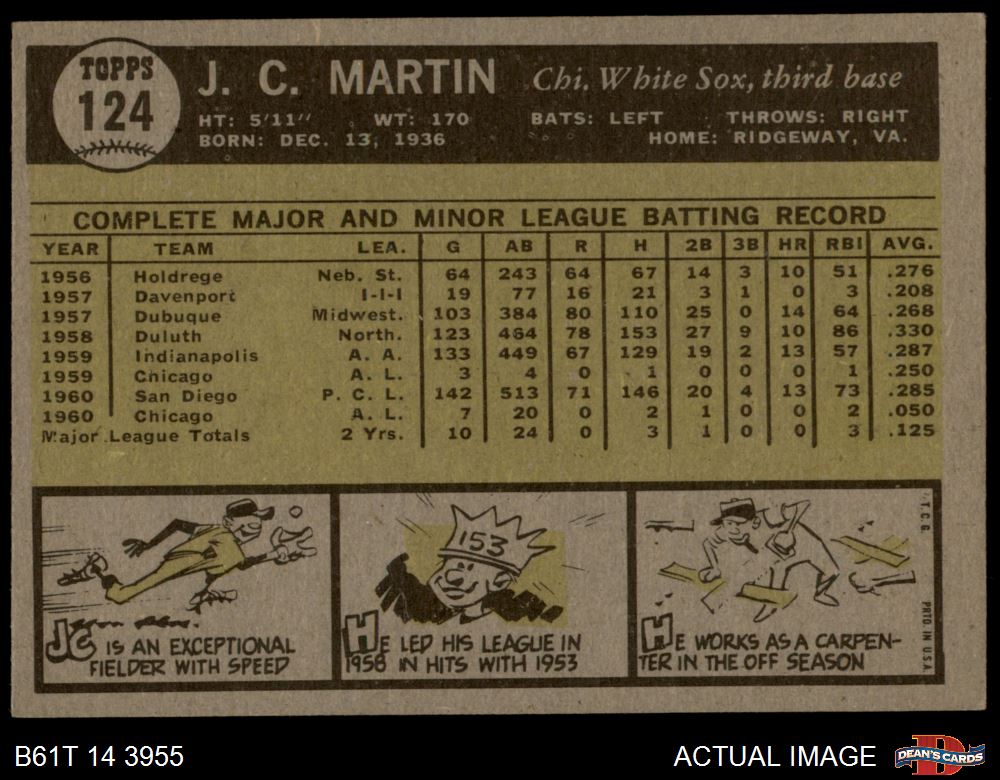 TOPPS
124
J. C. MARTIN Chi. White Sox, third base
HT: 5'11" WT: 170 BATS: LEFT THROWS: RIGHT
BORN: DEC. 13, 1936 HOME: RIDGEWAY, VA.
COMPLETE MAJOR AND MINOR LEAGUE BATTING RECORD
YEAR TEAM LEA. G AB R H 2B 3B HR RBI AVG.
1956 Holdrege Neb. St. 64 243 64 67 14 3 10 51 .276
1957 Davenport I-I-I 19 77 16 21 3 1 0 3 .208
1957 Dubuque Midwest. 103 384 80 110 25 0 14 64 .268
1958 Duluth North. 123 464 78 153 27 9 10 86 .330
1959 Indianapolis A. A. 133 449 67 129 19 2 13 57 .287
1959 Chicago A. L. 3 4 0 1 0 0 0 1 .250
1960 San Diego P. C. L. 142 513 71 146 20 4 13 73 .285
1960 Chicago A. L. 7 20 0 2 1 0 0 2 .050
Major League Totals 2 Yrs. 10 24 0 3 1 0 0 3 .125
JC IS AN EXCEPTIONAL
FIELDER WITH SPEED
153
HE LED HIS LEAGUE IN
1958 IN HITS WITH 1953
HE WORKS AS A CARPEN-
TER IN THE OFF SEASON
T. C. G.
PRTD IN U.S.A.
B61T 14 3955
ACTUAL IMAGE
DEAN'S CARDS